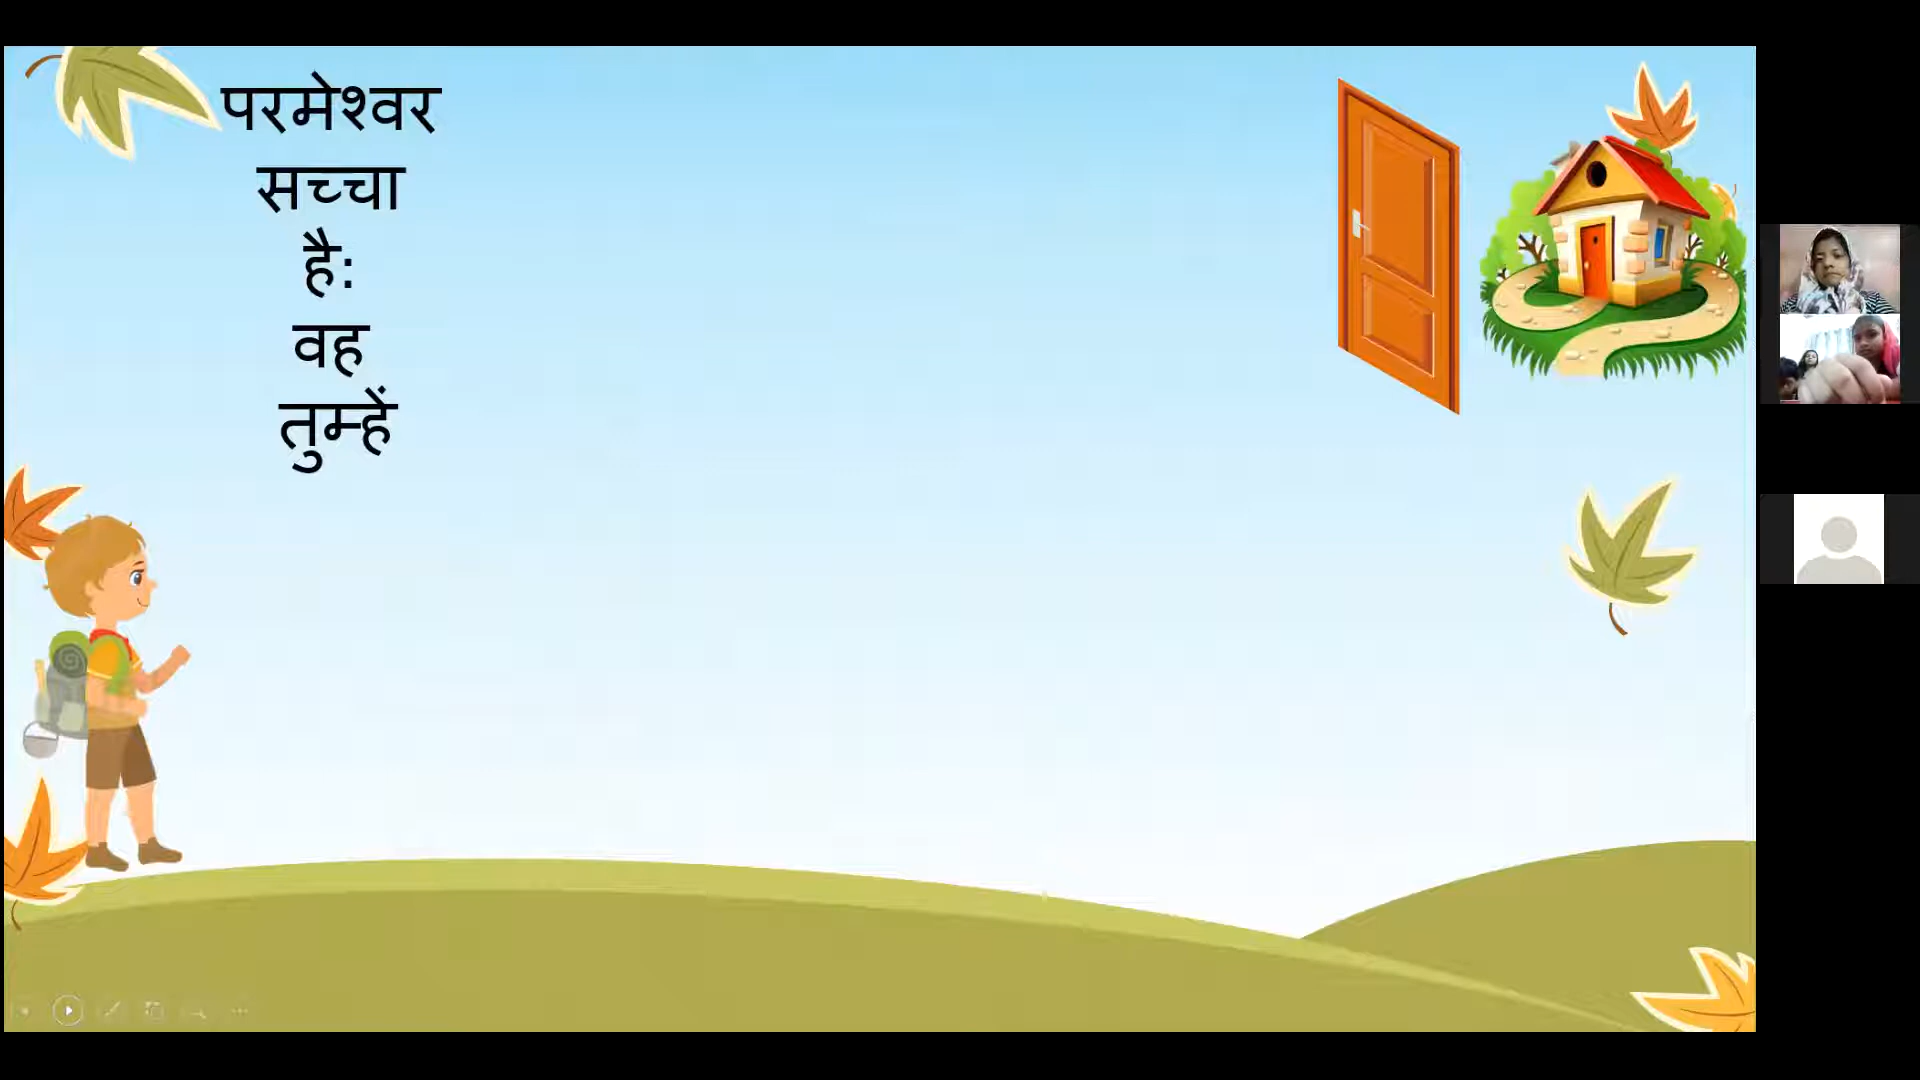 परमेश्वर
सच्चा
है:
वह
तुम्हें